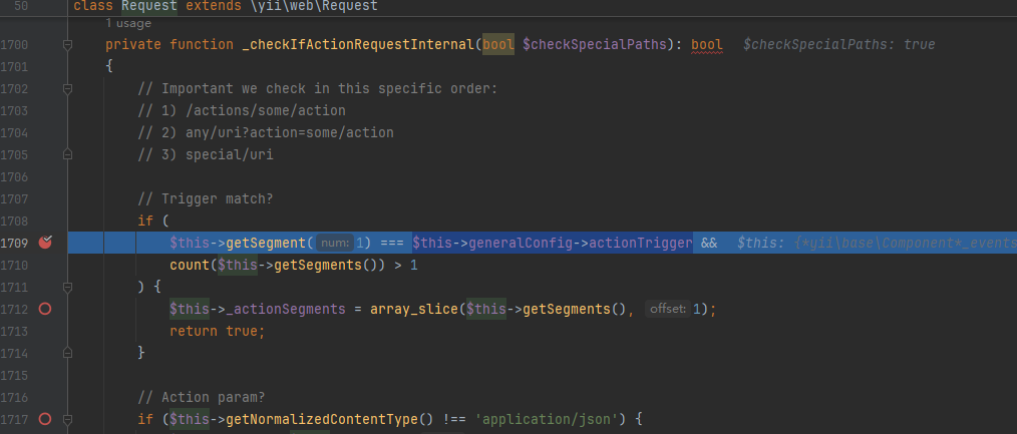 50 class Request extends \yii\web\Request
1 usage
1700 private function _checkIfActionRequestInternal(bool $checkSpecialPaths): bool $checkSpecialPaths: true
1701 {
1702 // Important we check in this specific order:
1703 // 1) /actions/some/action
1704 // 2) any/uri?action=some/action
1705 // 3) special/uri
1706
1707 // Trigger match?
1708 if (
1709 $this->getSegment( num: 1) === $this->generalConfig->actionTrigger && $this: {+yii\base\Component*_events
1710 count($this->getSegments()) > 1
1711 ) {
1712 $this->_actionSegments = array_slice($this->getSegments(), offset: 1);
1713 return true;
1714 }
1715
1716 // Action param?
1717 if ($this->getNormalizedContentType() !== 'application/json') {